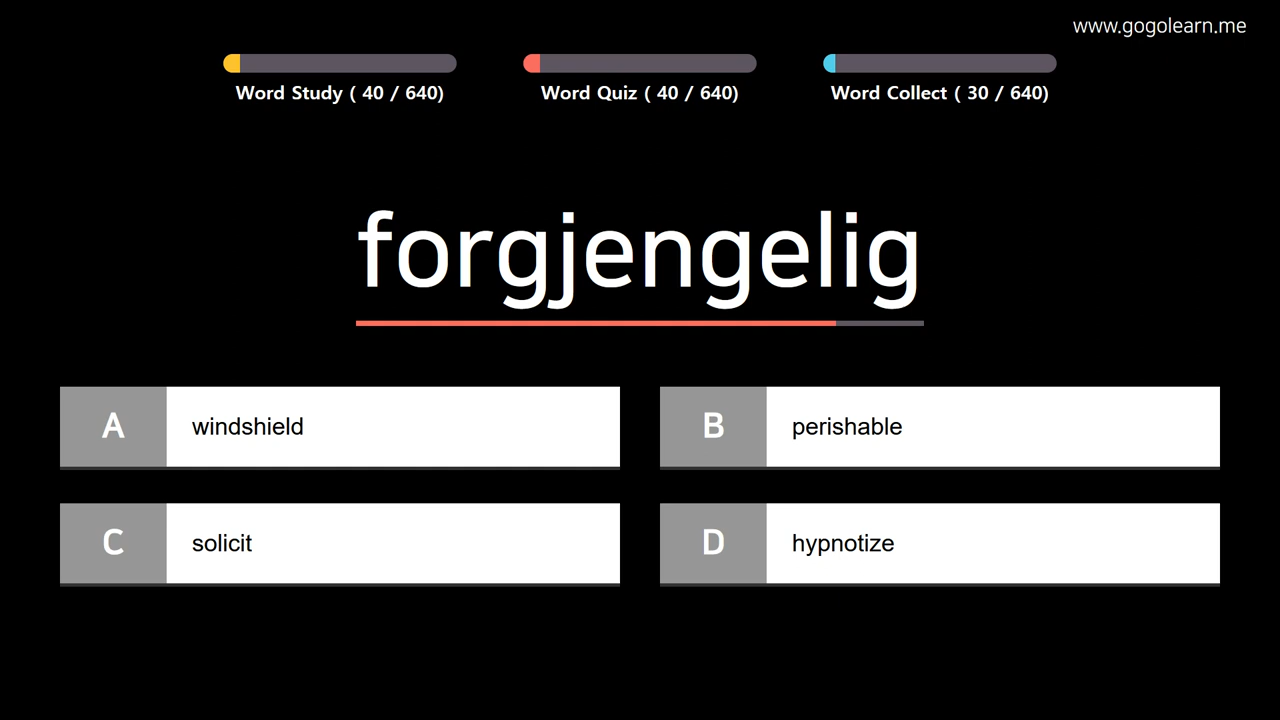 www.gogolearn.me
Word Study ( 40 / 640)
Word Quiz ( 40 / 640)
Word Collect ( 30 / 640)
forgjengelig
A windshield
B perishable
C solicit
D hypnotize